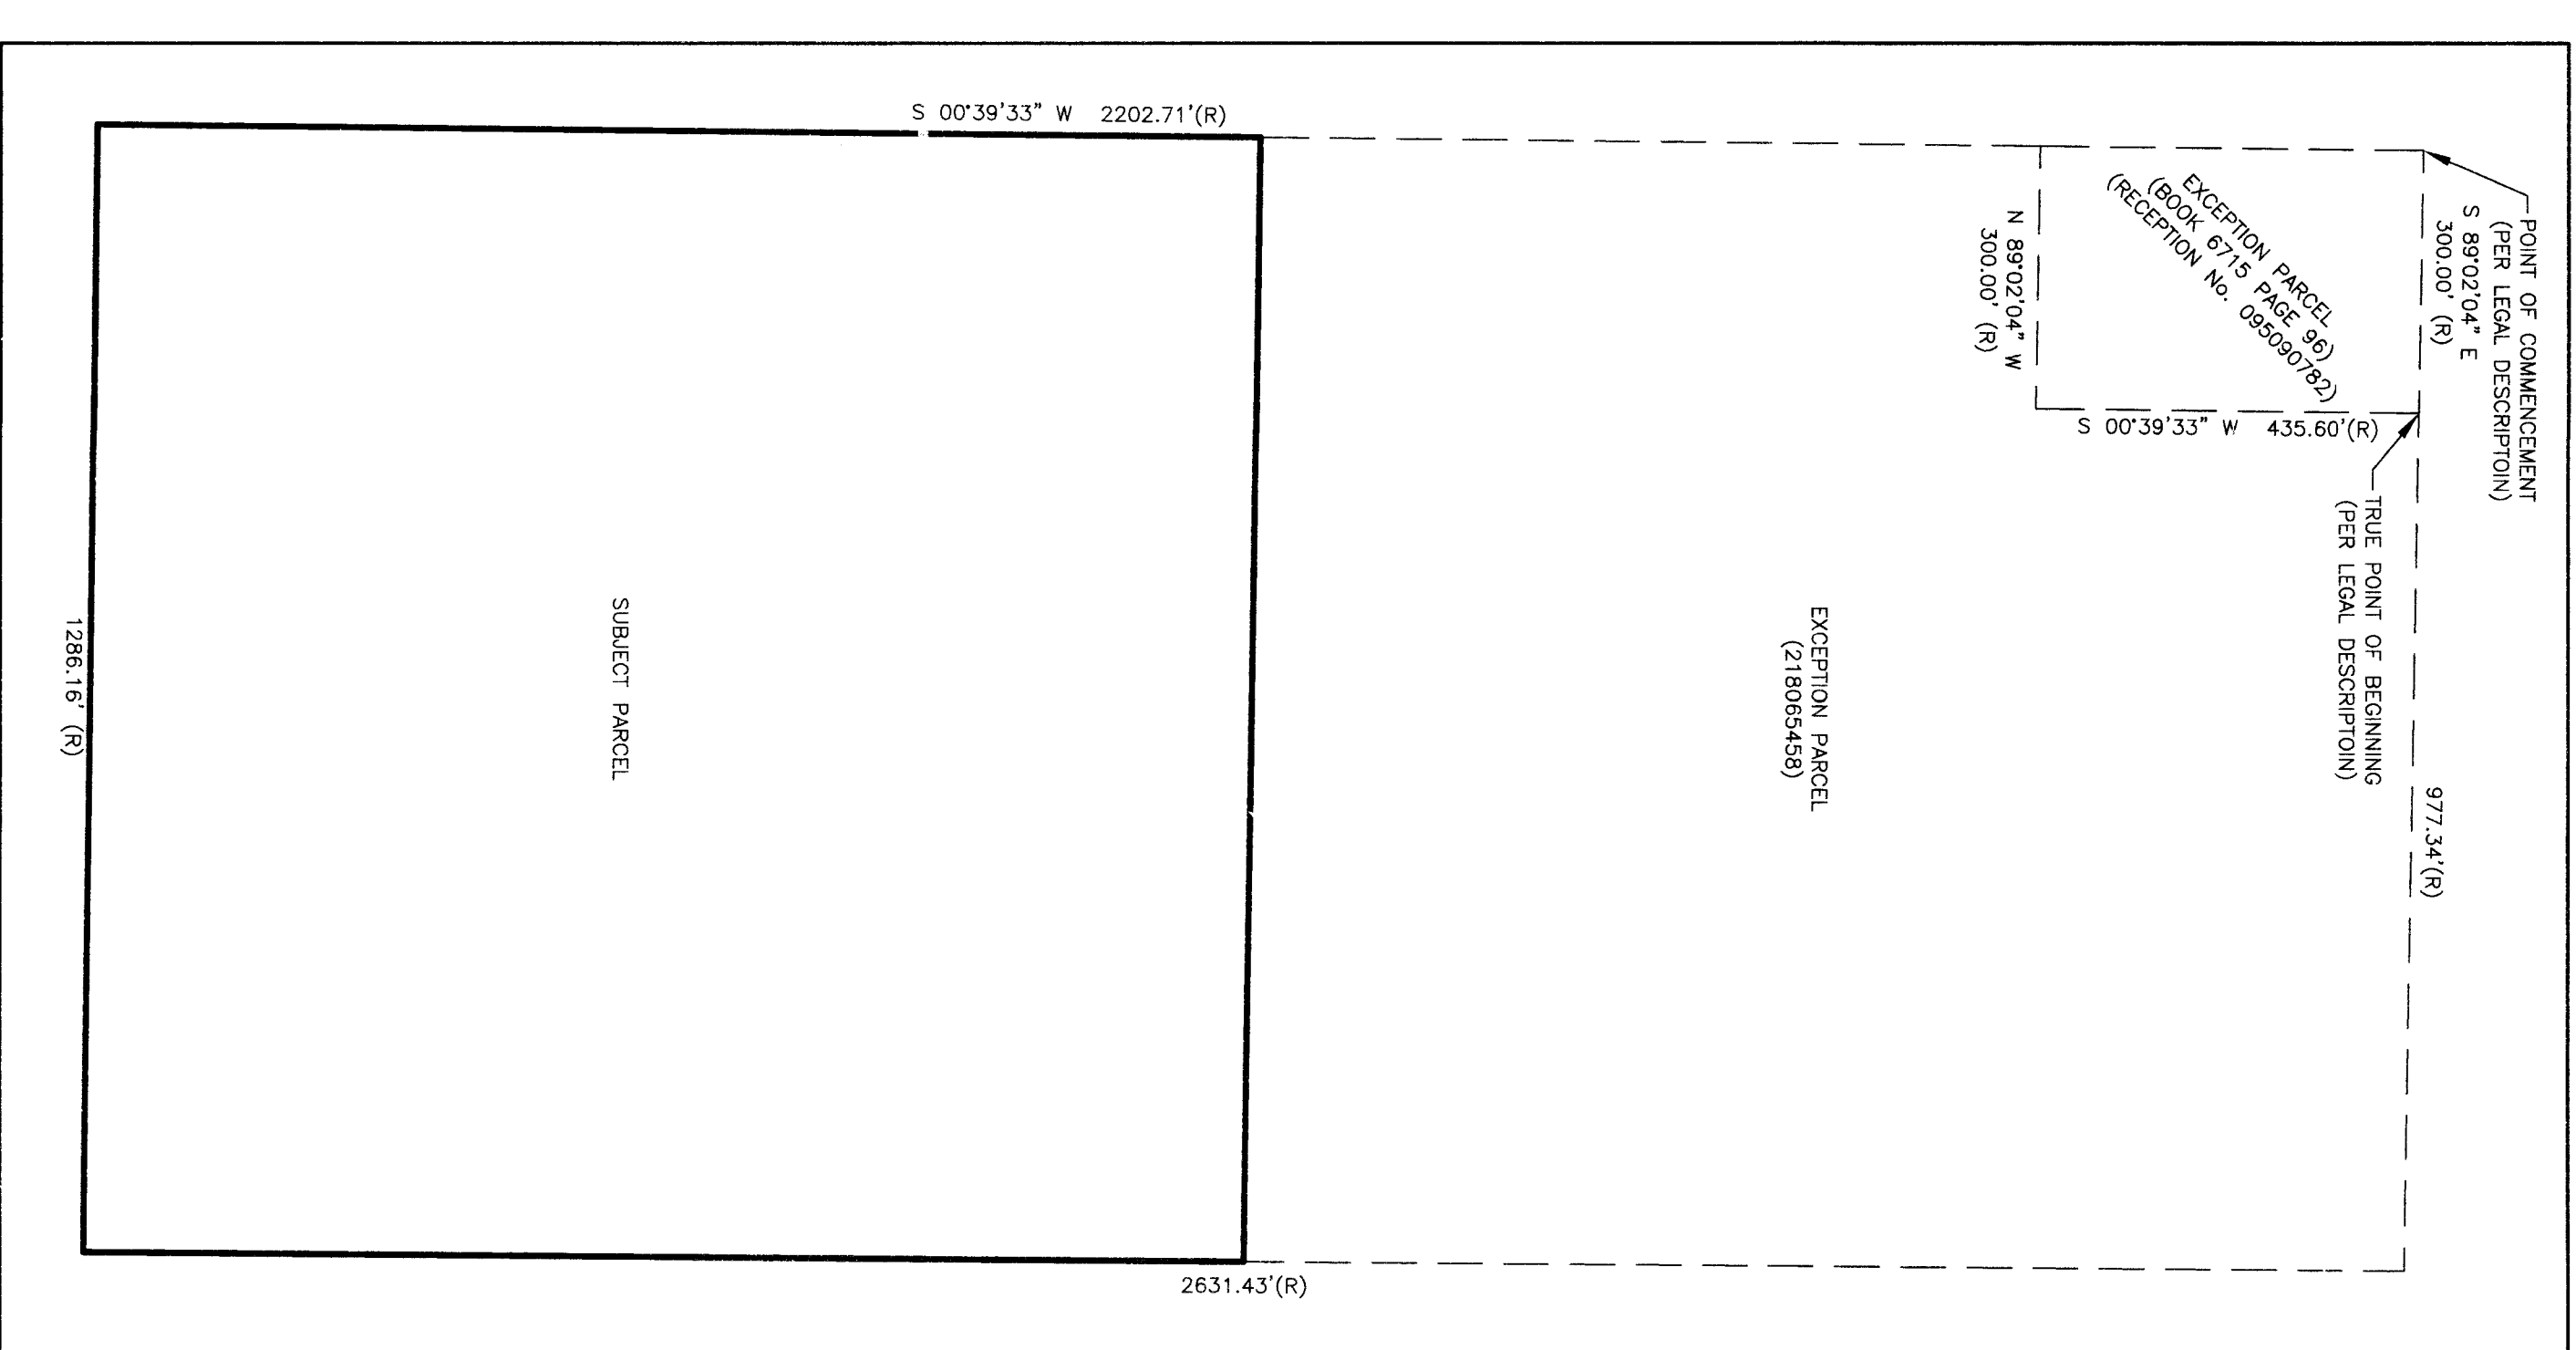 S 00°39'33" W 2202.71'(R)
POINT OF COMMENCEMENT
(PER LEGAL DESCRIPTOIN)
S 89°02'04" E
300.00' (R)
EXCEPTION PARCEL
(BOOK 6715 PAGE 96)
(RECEPTION No. 095090782)
N 89°02'04" W
300.00' (R)
S 00°39'33" W 435.60'(R)
TRUE POINT OF BEGINNING
(PER LEGAL DESCRIPTOIN)
977.34'(R)
EXCEPTION PARCEL
(218065458)
SUBJECT PARCEL
1286.16' (R)
2631.43'(R)